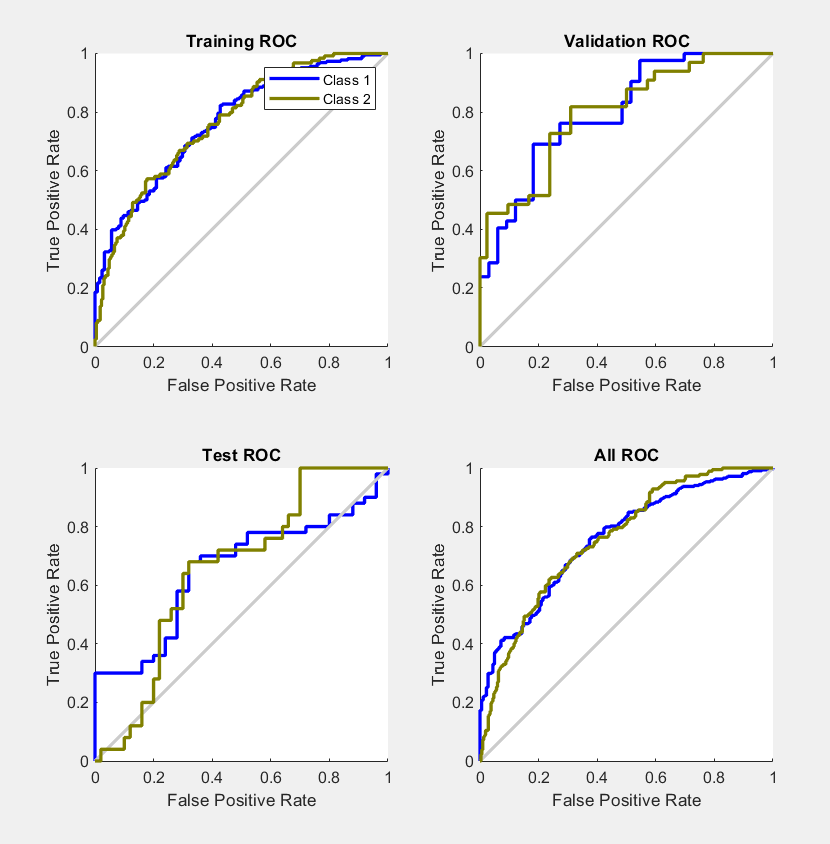 Training ROC
1
0.8
0.6
0.4
0.2
0
True Positive Rate
Class 1
Class 2
0 0.2 0.4 0.6 0.8 1
False Positive Rate
Validation ROC
1
0.8
0.6
0.4
0.2
0
True Positive Rate
0 0.2 0.4 0.6 0.8 1
False Positive Rate
Test ROC
1
0.8
0.6
0.4
0.2
0
True Positive Rate
0 0.2 0.4 0.6 0.8 1
False Positive Rate
All ROC
1
0.8
0.6
0.4
0.2
0
True Positive Rate
0 0.2 0.4 0.6 0.8 1
False Positive Rate